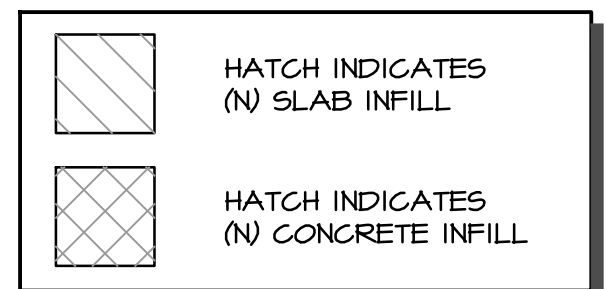 HATCH INDICATES
(N) SLAB INFILL
HATCH INDICATES
(N) CONCRETE INFILL